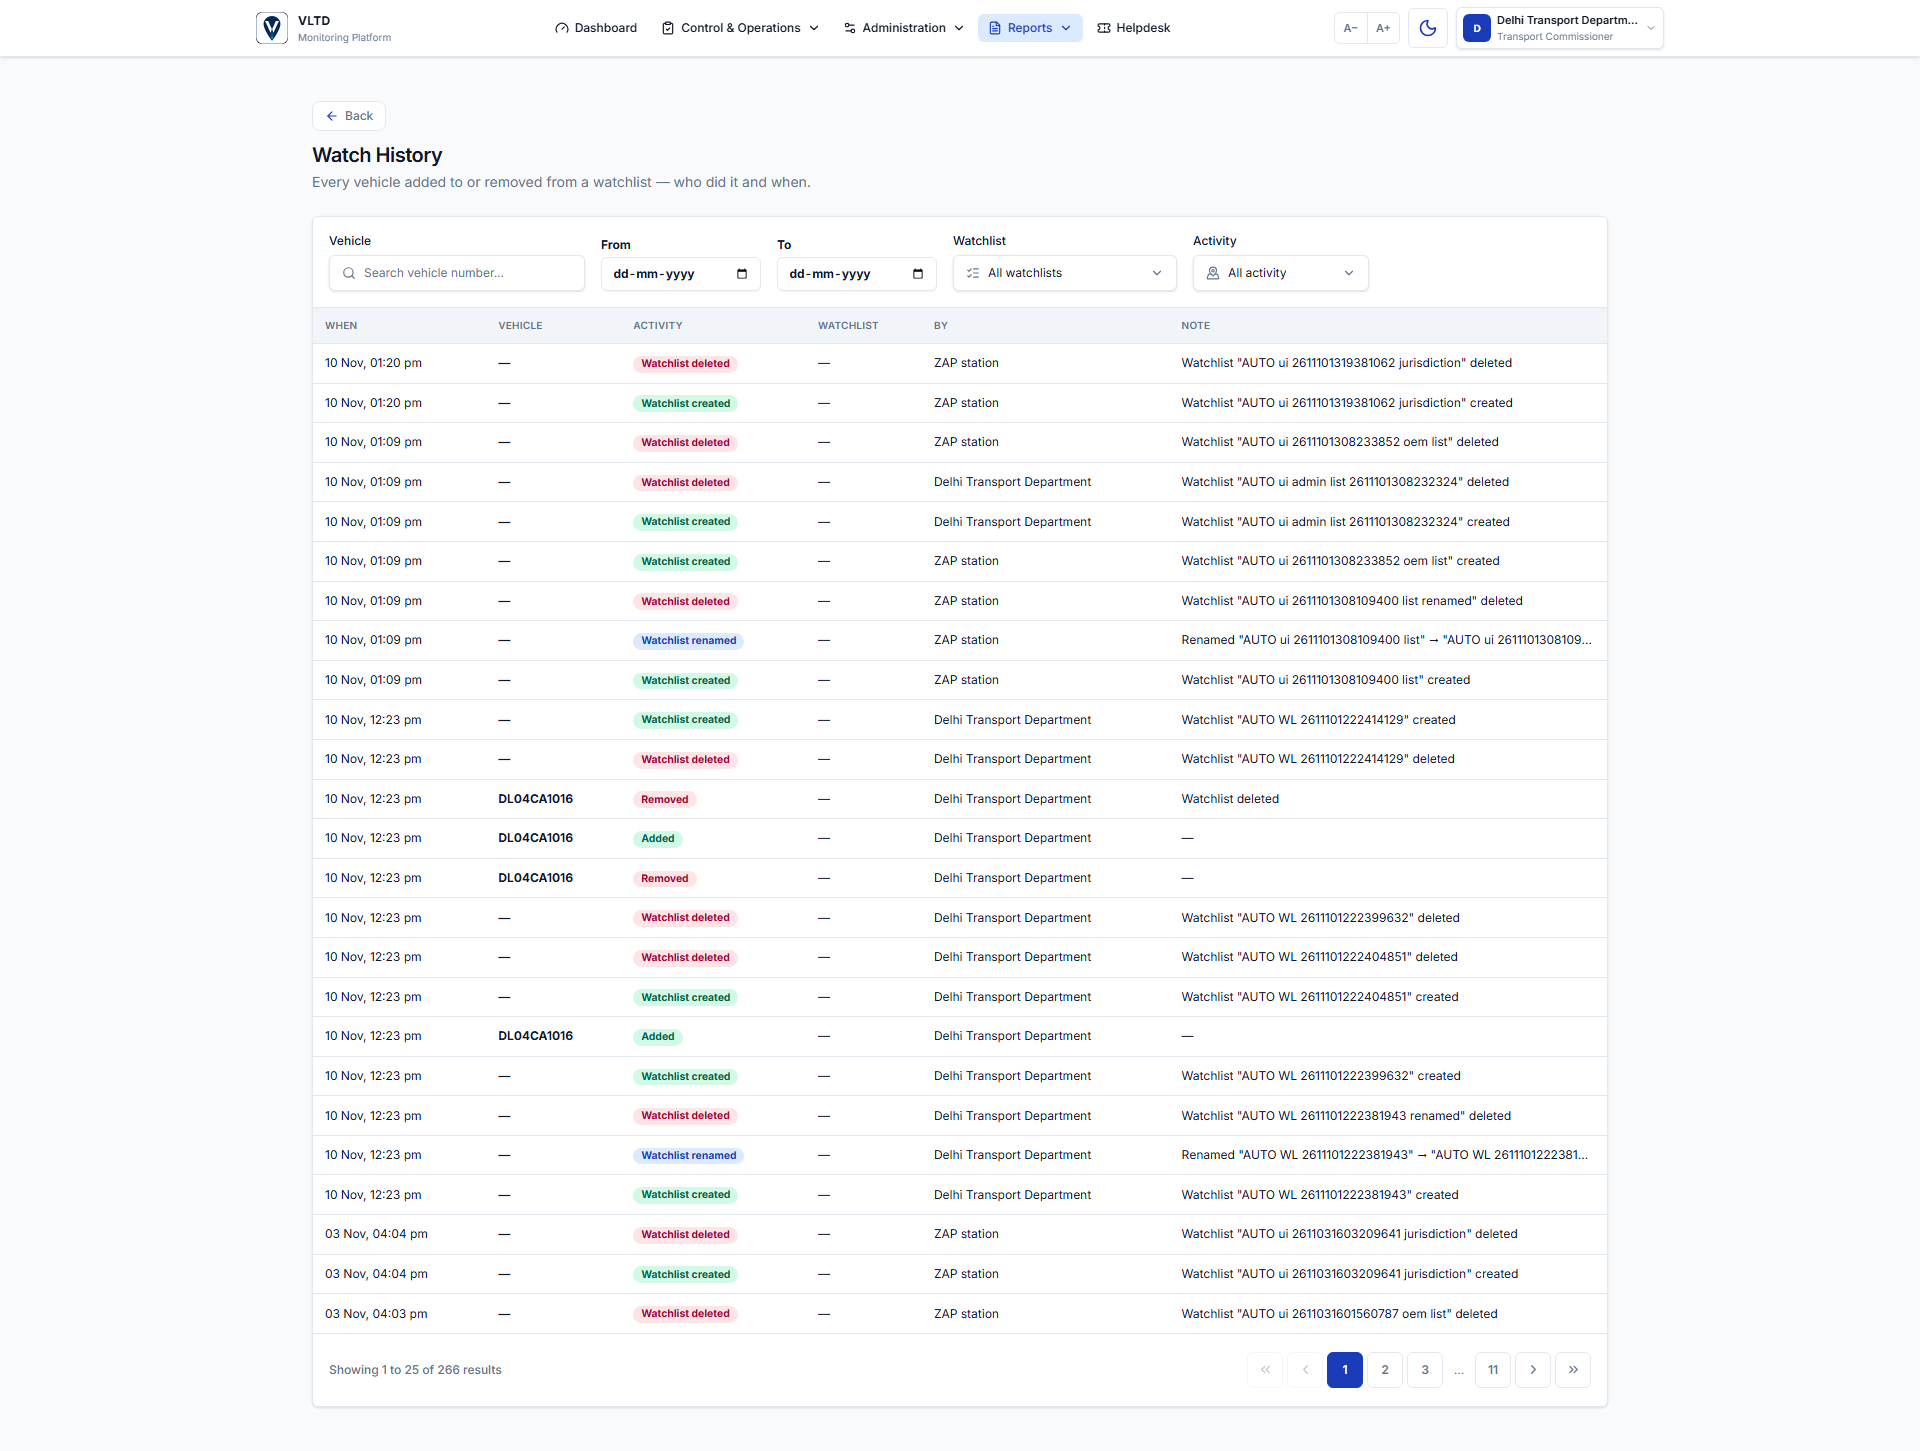 VLTD
Monitoring Platform
Dashboard
Control & Operations
Administration
Reports
Helpdesk
A−
A+
D
Delhi Transport Departm...
Transport Commissioner
Back
Watch History
Every vehicle added to or removed from a watchlist — who did it and when.
Vehicle
Search vehicle number...
From
dd-mm-yyyy
To
dd-mm-yyyy
Watchlist
All watchlists
Activity
All activity
WHEN VEHICLE ACTIVITY WATCHLIST BY NOTE
10 Nov, 01:20 pm — Watchlist deleted — ZAP station Watchlist "AUTO ui 2611101319381062 jurisdiction" deleted
10 Nov, 01:20 pm — Watchlist created — ZAP station Watchlist "AUTO ui 2611101319381062 jurisdiction" created
10 Nov, 01:09 pm — Watchlist deleted — ZAP station Watchlist "AUTO ui 2611101308233852 oem list" deleted
10 Nov, 01:09 pm — Watchlist deleted — Delhi Transport Department Watchlist "AUTO ui admin list 2611101308232324" deleted
10 Nov, 01:09 pm — Watchlist created — Delhi Transport Department Watchlist "AUTO ui admin list 2611101308232324" created
10 Nov, 01:09 pm — Watchlist created — ZAP station Watchlist "AUTO ui 2611101308233852 oem list" created
10 Nov, 01:09 pm — Watchlist deleted — ZAP station Watchlist "AUTO ui 2611101308109400 list renamed" deleted
10 Nov, 01:09 pm — Watchlist renamed — ZAP station Renamed "AUTO ui 2611101308109400 list" → "AUTO ui 2611101308109...
10 Nov, 01:09 pm — Watchlist created — ZAP station Watchlist "AUTO ui 2611101308109400 list" created
10 Nov, 12:23 pm — Watchlist created — Delhi Transport Department Watchlist "AUTO WL 2611101222414129" created
10 Nov, 12:23 pm — Watchlist deleted — Delhi Transport Department Watchlist "AUTO WL 2611101222414129" deleted
10 Nov, 12:23 pm DL04CA1016 Removed — Delhi Transport Department Watchlist deleted
10 Nov, 12:23 pm DL04CA1016 Added — Delhi Transport Department —
10 Nov, 12:23 pm DL04CA1016 Removed — Delhi Transport Department —
10 Nov, 12:23 pm — Watchlist deleted — Delhi Transport Department Watchlist "AUTO WL 2611101222399632" deleted
10 Nov, 12:23 pm — Watchlist deleted — Delhi Transport Department Watchlist "AUTO WL 2611101222404851" deleted
10 Nov, 12:23 pm — Watchlist created — Delhi Transport Department Watchlist "AUTO WL 2611101222404851" created
10 Nov, 12:23 pm DL04CA1016 Added — Delhi Transport Department —
10 Nov, 12:23 pm — Watchlist created — Delhi Transport Department Watchlist "AUTO WL 2611101222399632" created
10 Nov, 12:23 pm — Watchlist deleted — Delhi Transport Department Watchlist "AUTO WL 2611101222381943 renamed" deleted
10 Nov, 12:23 pm — Watchlist renamed — Delhi Transport Department Renamed "AUTO WL 2611101222381943" → "AUTO WL 2611101222381...
10 Nov, 12:23 pm — Watchlist created — Delhi Transport Department Watchlist "AUTO WL 2611101222381943" created
03 Nov, 04:04 pm — Watchlist deleted — ZAP station Watchlist "AUTO ui 2611031603209641 jurisdiction" deleted
03 Nov, 04:04 pm — Watchlist created — ZAP station Watchlist "AUTO ui 2611031603209641 jurisdiction" created
03 Nov, 04:03 pm — Watchlist deleted — ZAP station Watchlist "AUTO ui 2611031601560787 oem list" deleted
Showing 1 to 25 of 266 results
« ‹ 1 2 3 ... 11 › »